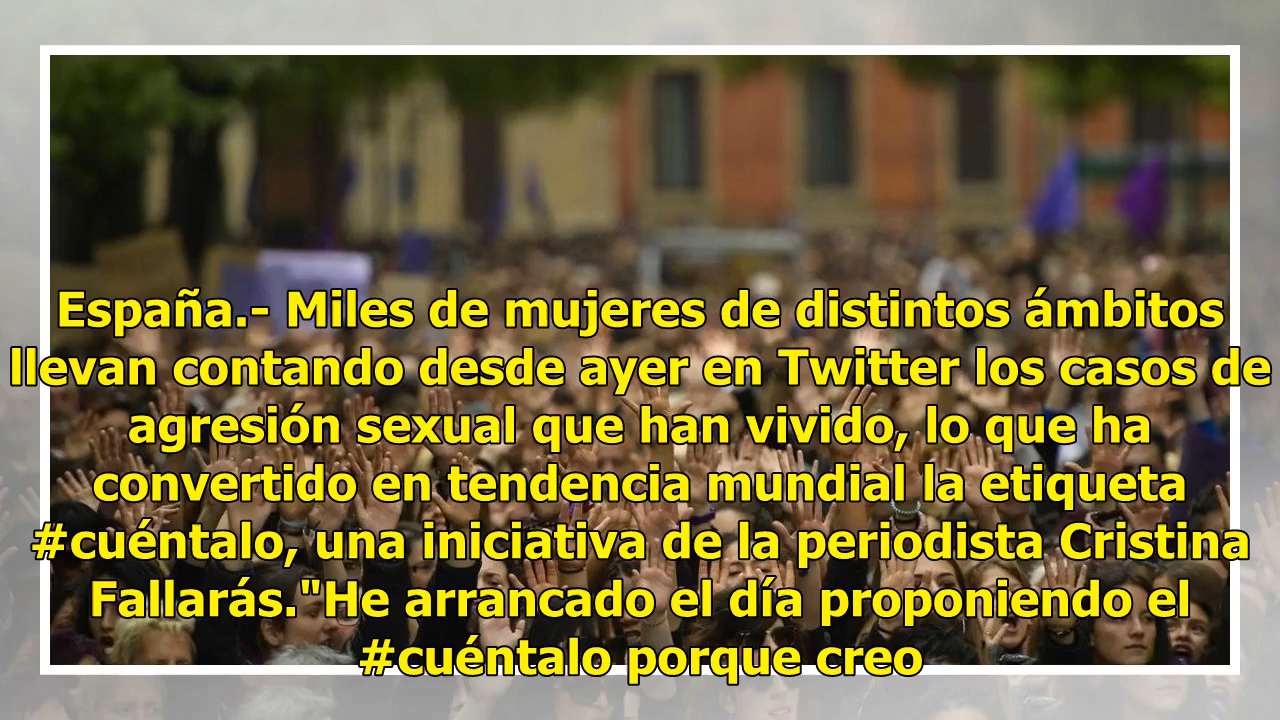 España.- Miles de mujeres de distintos ámbitos
llevan contando desde ayer en Twitter los casos de
agresión sexual que han vivido, lo que ha
convertido en tendencia mundial la etiqueta
#cuéntalo, una iniciativa de la periodista Cristina
Fallarás."He arrancado el día proponiendo el
#cuéntalo porque creo